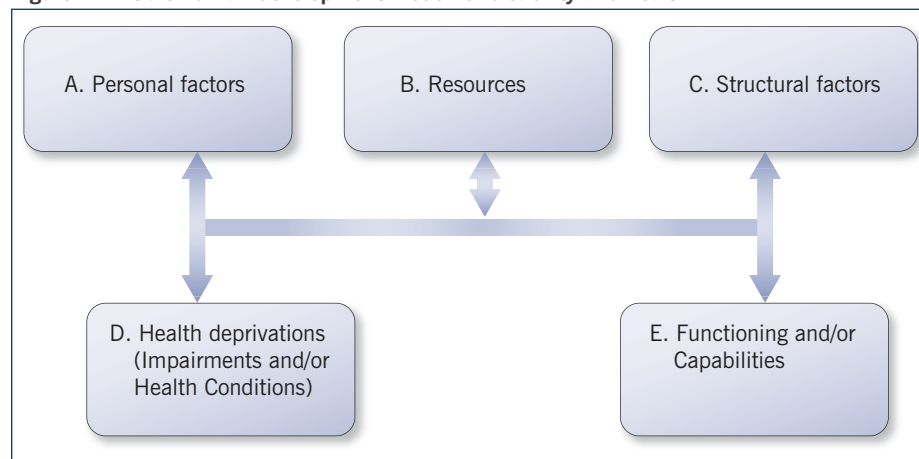 A. Personal factors
B. Resources
C. Structural factors
D. Health deprivations
(Impairments and/or
Health Conditions)
E. Functioning and/or
Capabilities